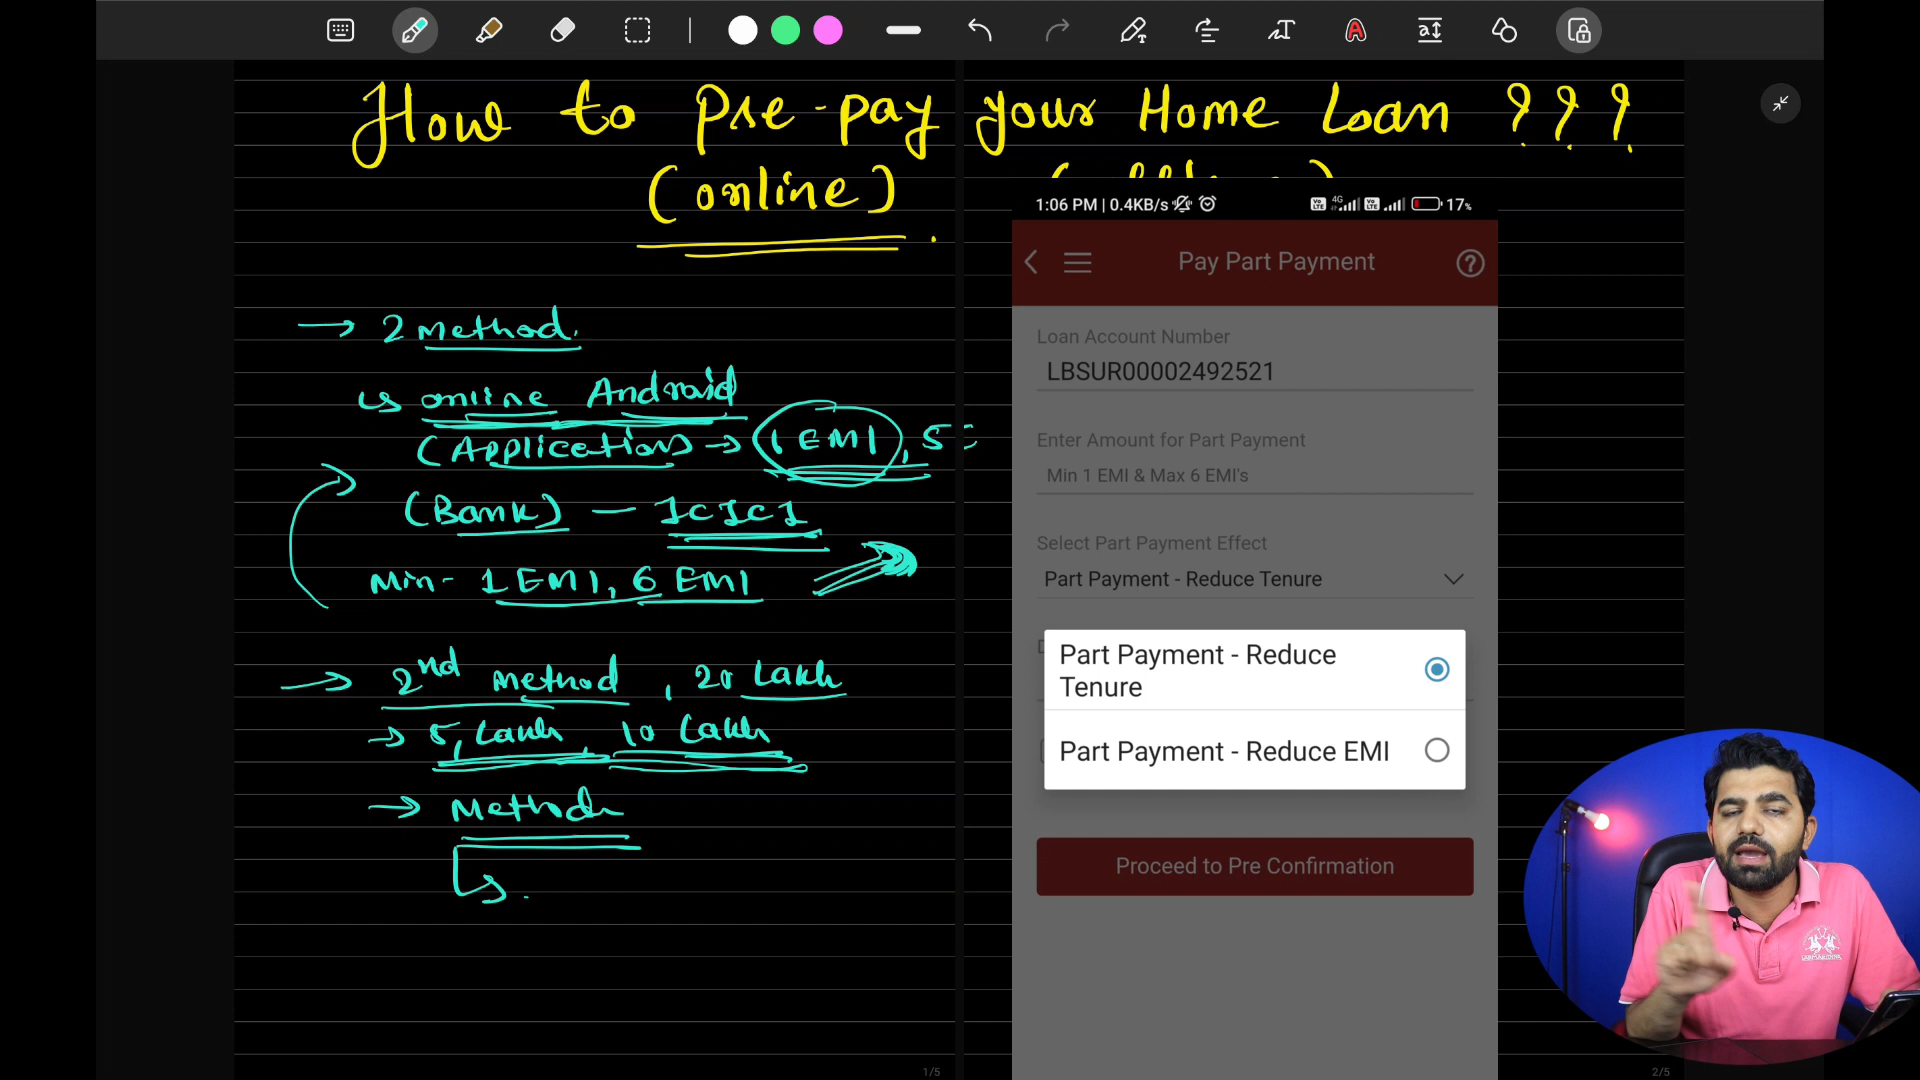 How to Pre-pay your Home Loan ???
(online)
→ 2 method.
↳ online Android
(Application) → 1 EMI, 5
(Bank) — ICICI
Min- 1 EMI, 6 EMI
→ 2nd method, 20 Lakh
→ 5, Lakh, 10 Lakh
→ Method
1/5
1:06 PM | 0.4KB/s
4G
17%
Pay Part Payment
Loan Account Number
LBSUR00002492521
Enter Amount for Part Payment
Min 1 EMI & Max 6 EMI's
Select Part Payment Effect
Part Payment - Reduce Tenure
Part Payment - Reduce
Tenure
Part Payment - Reduce EMI
Proceed to Pre Confirmation
2/5